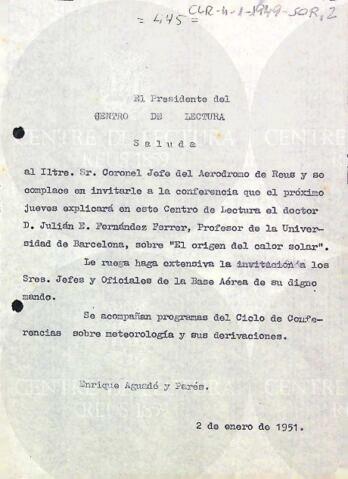 = 445 =
CLR-4-1-1949-SOR,2
El Presidente del
CENTRO DE LECTURA
Saluda
al Iltre. Sr. Coronel Jefe del Aerodromo de Reus y se
complace en invitarle a la conferencia que el próximo
jueves explicará en este Centro de Lectura el doctor
D. Julián E. Fernández Ferrer, Profesor de la Univer-
sidad de Barcelona, sobre "El origen del calor solar".
Le ruega haga extensiva la invitación a los
Sres. Jefes y Oficiales de la Base Aérea de su digno
mando.
Se acompañan programas del Ciclo de Confe-
rencias sobre meteorología y sus derivaciones.
Enrique Aguadé y Parés.
2 de enero de 1951.
CENTRE DE LECTURA
REUS 1859